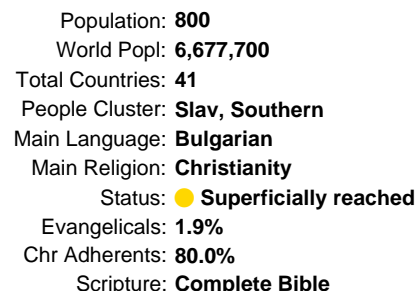 Population: 800
World Popl: 6,677,700
Total Countries: 41
People Cluster: Slav, Southern
Main Language: Bulgarian
Main Religion: Christianity
Status: Superficially reached
Evangelicals: 1.9%
Chr Adherents: 80.0%
Scripture: Complete Bible